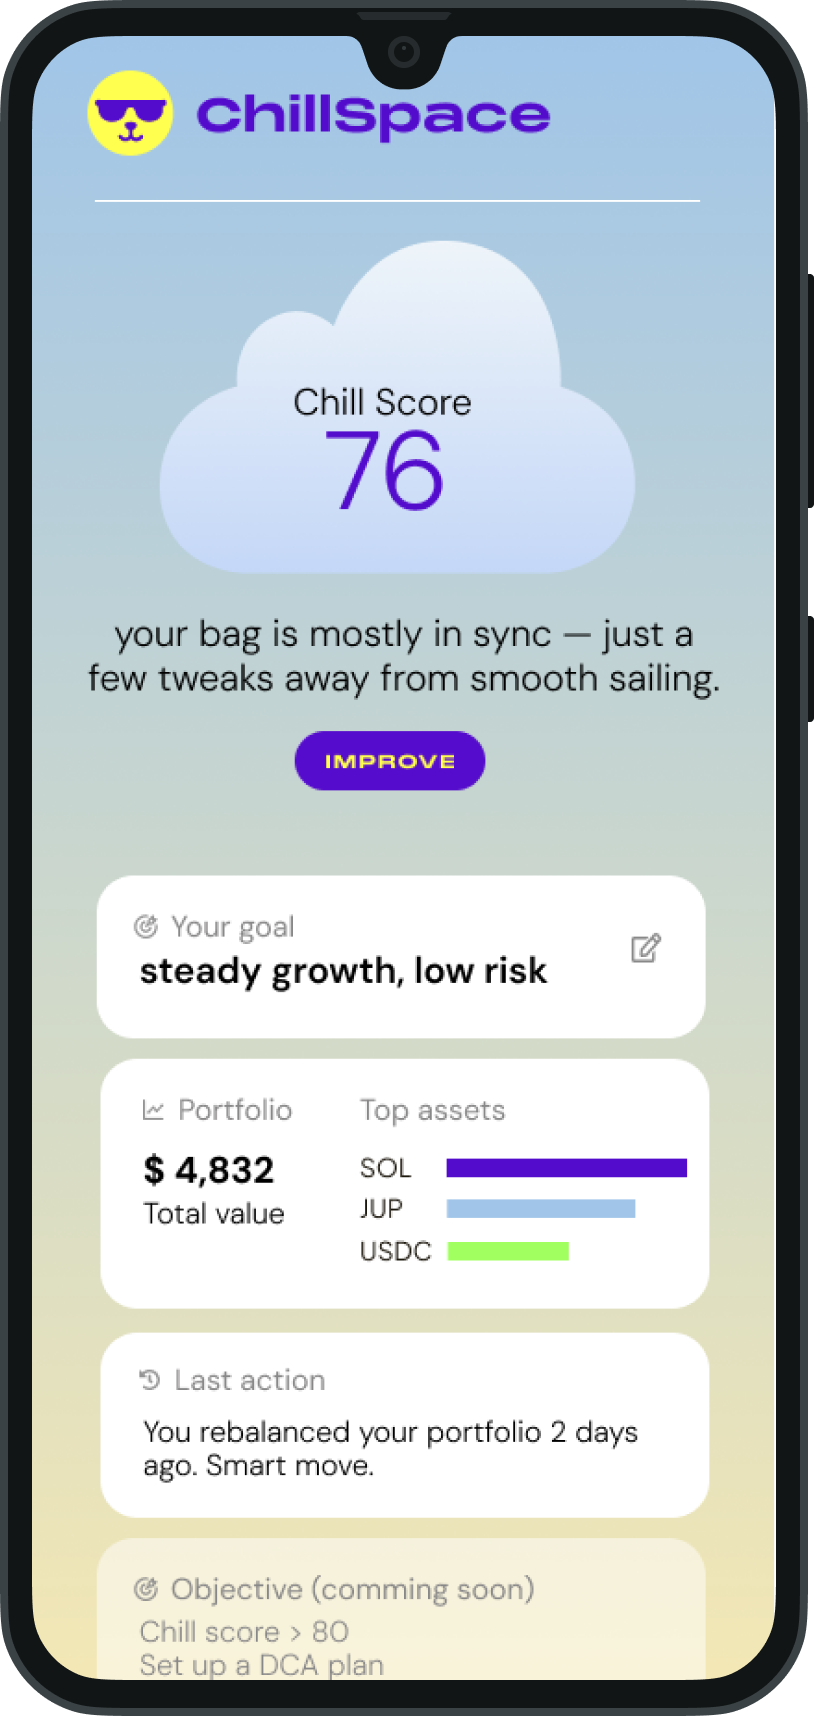 ChillSpace
Chill Score
76
your bag is mostly in sync — just a
few tweaks away from smooth sailing.
IMPROVE
Your goal
steady growth, low risk
Portfolio
$ 4,832
Total value
Top assets
SOL
JUP
USDC
Last action
You rebalanced your portfolio 2 days
ago. Smart move.
Objective (comming soon)
Chill score > 80
Set up a DCA plan